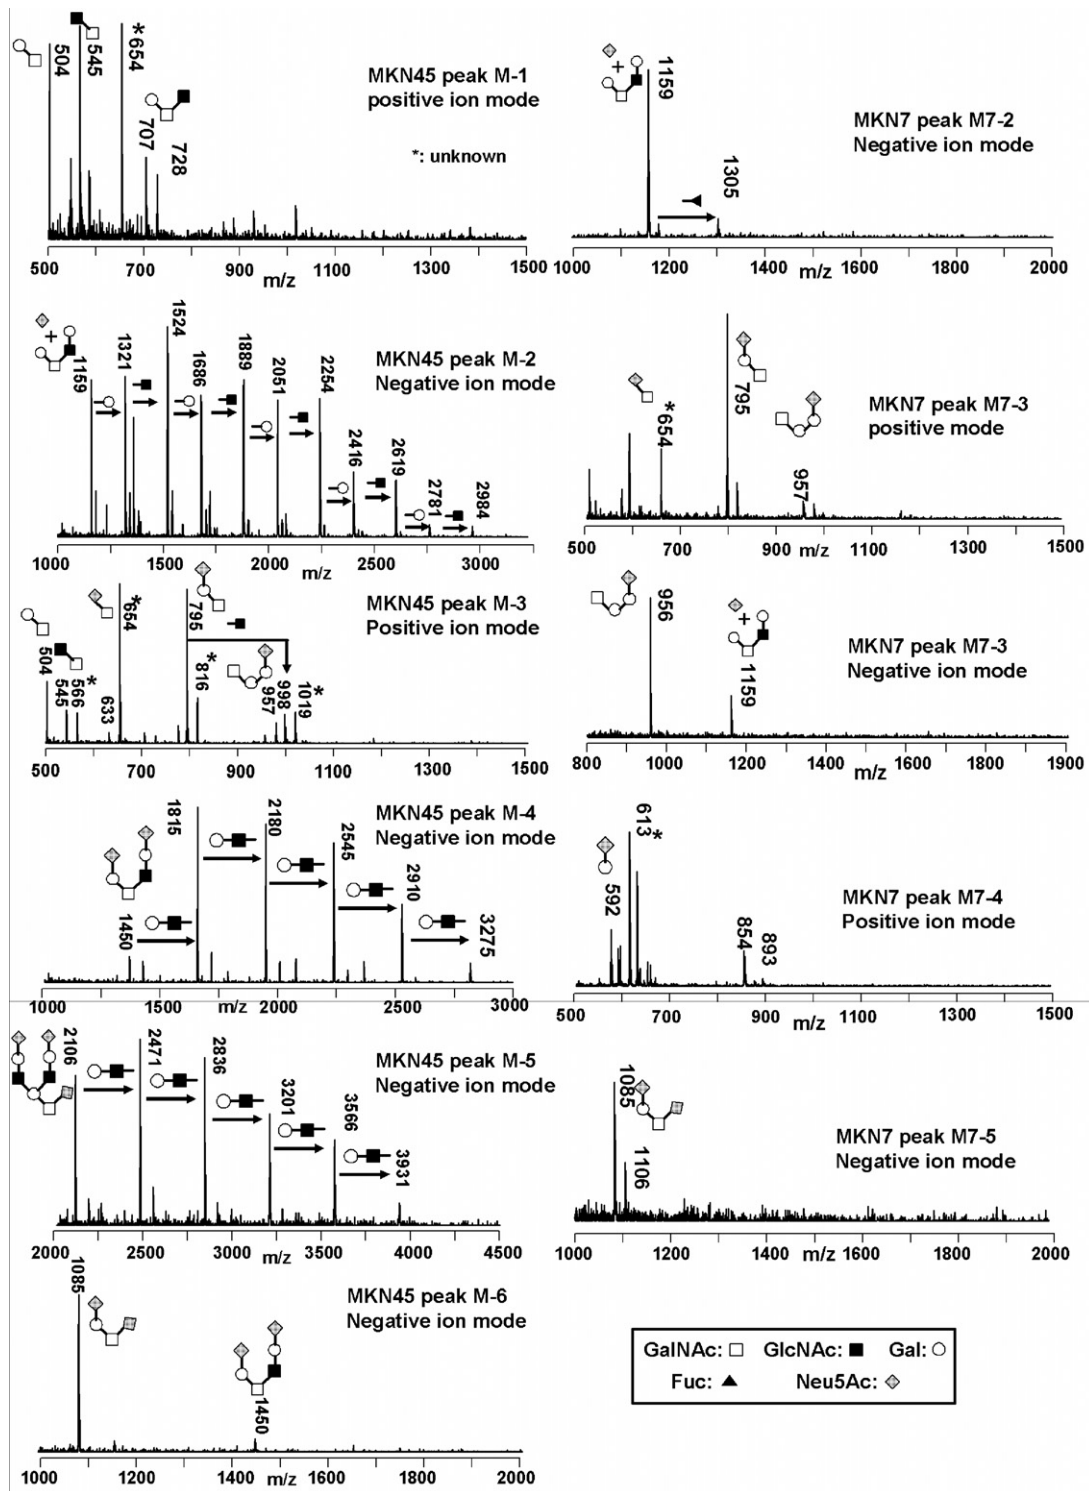 504
545
*654
707
728
MKN45 peak M-1
positive ion mode
*: unknown
500 700 900 1100 1300 1500
m/z
+
1159
1305
MKN7 peak M7-2
Negative ion mode
1000 1200 1400 1600 1800 2000
m/z
+
1159
1321
1524
1686
1889
2051
2254
2416
2619
2781
2984
MKN45 peak M-2
Negative ion mode
1000 1500 2000 2500 3000
m/z
*654
795
957
MKN7 peak M7-3
positive mode
500 700 900 m/z 1100 1300 1500
504
545
566
*
633
*
654
795
816
*
957
998
1019
*
MKN45 peak M-3
Positive ion mode
500 700 900 1100 1300 1500
m/z
956
+
1159
MKN7 peak M7-3
Negative ion mode
800 1000 1200 1400 1600 1900
m/z
1450
1815
2180
2545
2910
3275
MKN45 peak M-4
Negative ion mode
1000 1500 m/z 2000 2500 3000
592
613*
854
893
MKN7 peak M7-4
Positive ion mode
500 700 900 m/z 1100 1300 1500
2106
2471
2836
3201
3566
3931
MKN45 peak M-5
Negative ion mode
2000 2500 3000 3500 4000 4500
m/z
1085
1106
MKN7 peak M7-5
Negative ion mode
1000 1200 1400 m/z 1600 1800 2000
1085
1450
MKN45 peak M-6
Negative ion mode
1000 1200 1400 m/z 1600 1800 2000
GalNAc: GlcNAc: Gal:
Fuc: Neu5Ac: